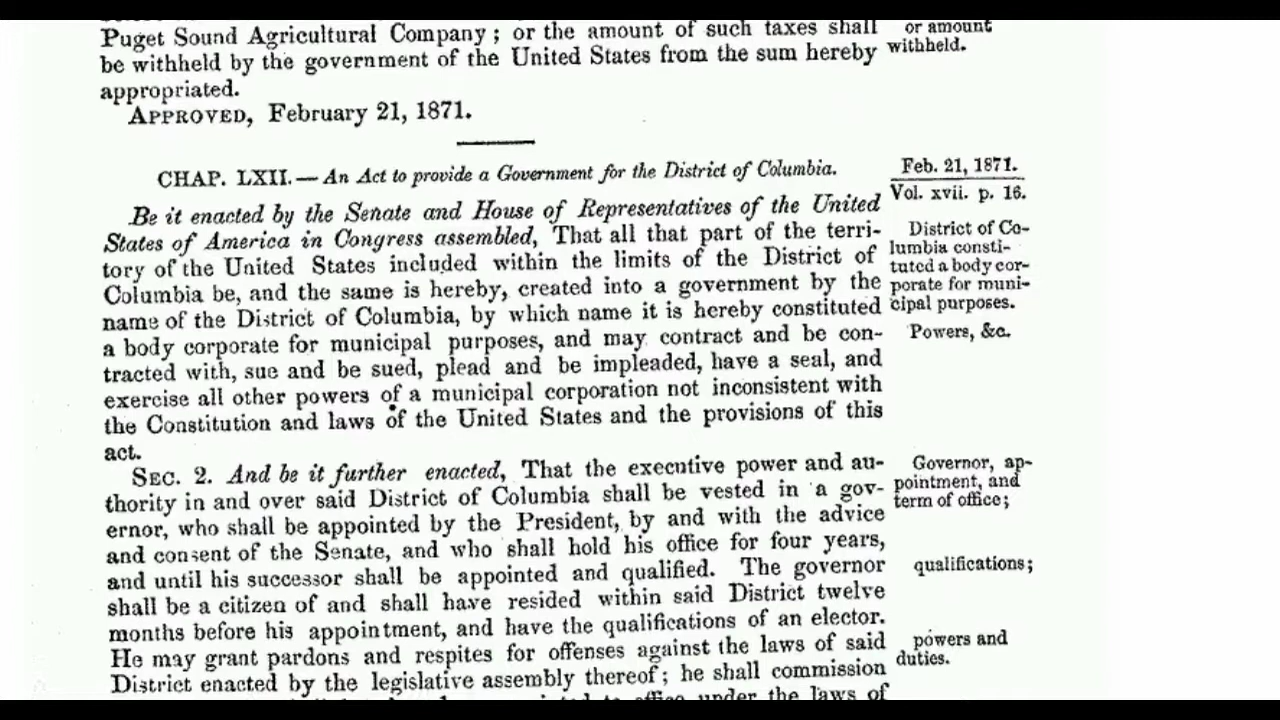 Puget Sound Agricultural Company; or the amount of such taxes shall
or amount
be withheld by the government of the United States from the sum hereby
withheld.
appropriated.
APPROVED, February 21, 1871.
CHAP. LXII.—An Act to provide a Government for the District of Columbia.
Feb. 21, 1871.
Vol. xvii. p. 16.
Be it enacted by the Senate and House of Representatives of the United
States of America in Congress assembled, That all that part of the terri-
tory of the United States included within the limits of the District of
Columbia be, and the same is hereby, created into a government by the
name of the District of Columbia, by which name it is hereby constituted
a body corporate for municipal purposes, and may contract and be con-
tracted with, sue and be sued, plead and be impleaded, have a seal, and
exercise all other powers of a municipal corporation not inconsistent with
the Constitution and laws of the United States and the provisions of this
act.
District of Co-
lumbia consti-
tuted a body cor-
porate for muni-
cipal purposes.
Powers, &c.
SEC. 2. And be it further enacted, That the executive power and au-
thority in and over said District of Columbia shall be vested in a gov-
ernor, who shall be appointed by the President, by and with the advice
and consent of the Senate, and who shall hold his office for four years,
and until his successor shall be appointed and qualified. The governor
shall be a citizen of and shall have resided within said District twelve
months before his appointment, and have the qualifications of an elector.
He may grant pardons and respites for offenses against the laws of said
District enacted by the legislative assembly thereof; he shall commission
to office under the laws of
Governor, ap-
pointment, and
term of office;
qualifications;
powers and
duties.